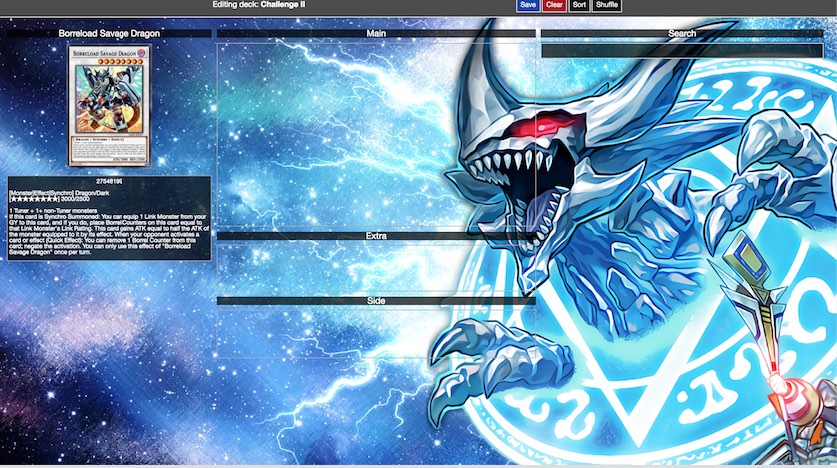 Editing deck: Challenge II
Save Clear Sort Shuffle
Borreload Savage Dragon
Main
Search
BORRELOAD SAVAGE DRAGON
[Monster|Effect|Synchro] Dragon/Dark
[★★★★★★★★] 3000/2500
1 Tuner + 1+ non-Tuner monsters
If this card is Synchro Summoned: You can equip 1 Link Monster from your
GY to this card, and if you do, place BorrelCounters on this card equal to
that Link Monster's Link Rating. This card gains ATK equal to half the ATK of
the monster equipped to it by its effect. When your opponent activates a
card or effect (Quick Effect): You can remove 1 Borrel Counter from this
card; negate the activation. You can only use this effect of "Borreload
Savage Dragon" once per turn.
Extra
Side